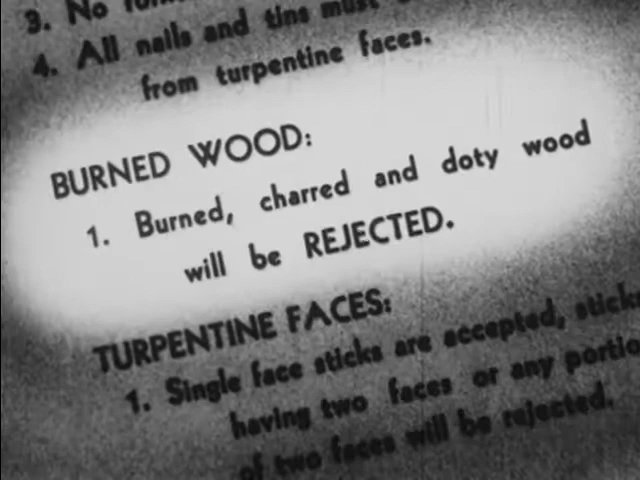 3. No
4. All nails and tins must
from turpentine faces.
BURNED WOOD:
1. Burned, charred and doty wood
will be REJECTED.
TURPENTINE FACES:
1. Single face sticks are accepted, sticks
having two faces or any portio
of two faces will be rejected.